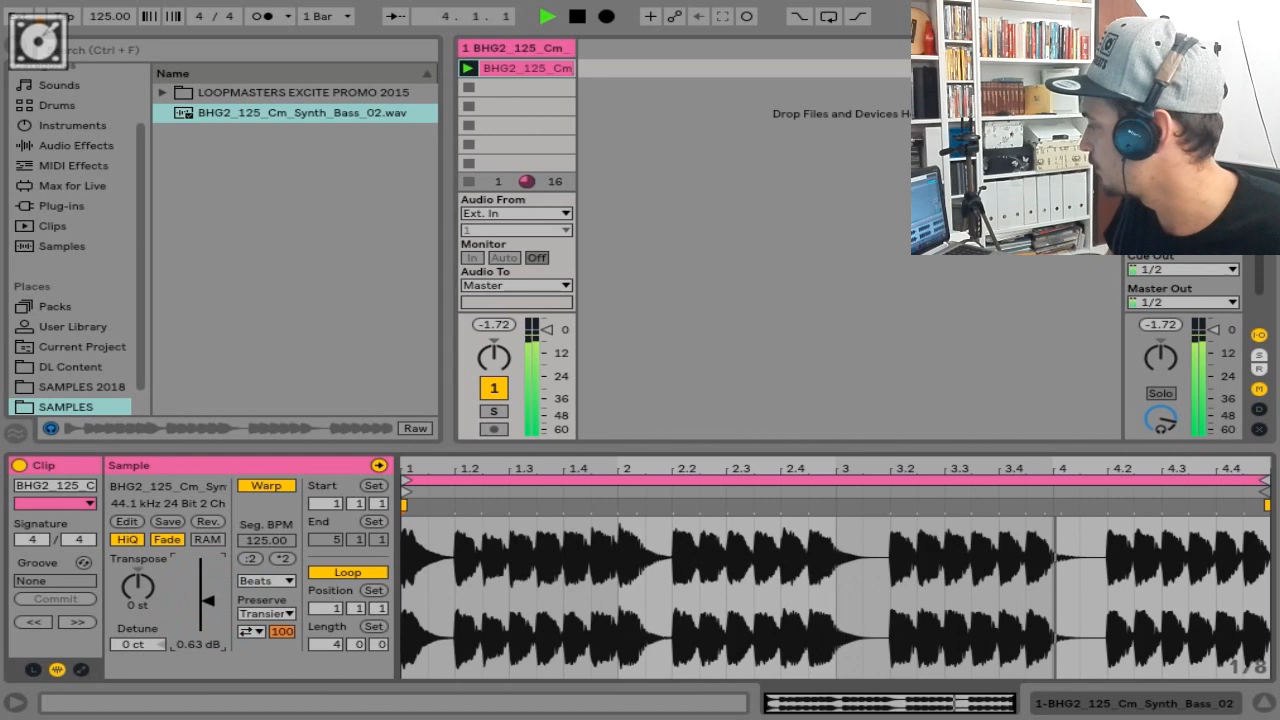 125.00 4 / 4 1 Bar 4. 1. 1
(Ctrl + F)
Sounds
Drums
Instruments
Audio Effects
MIDI Effects
Max for Live
Plug-ins
Clips
Samples
Places
Packs
User Library
Current Project
DL Content
SAMPLES 2018
SAMPLES
Name
LOOPMASTERS EXCITE PROMO 2015
BHG2_125_Cm_Synth_Bass_02.wav
Raw
1 BHG2_125_Cm_
BHG2_125_Cm
1 16
Audio From
Ext. In
1
Monitor
In Auto Off
Audio To
Master
-1.72 0
12
24
36
48
60
1
S
Drop Files and Devices H
Cue Out
1/2
Master Out
1/2
-1.72 0
12
24
36
48
60
Solo
I·O
S
R
M
D
X
Clip
BHG2_125_C
Signature
4 / 4
Groove
None
Commit
<< >>
Sample
BHG2_125_Cm_Syn
44.1 kHz 24 Bit 2 Ch
Edit Save Rev.
HiQ Fade RAM
Transpose
0 st
Detune
0 ct 0.63 dB
Warp
Seg. BPM
125.00
:2 *2
Beats
Preserve
Transier
100
Start Set
1 1 1
End Set
5 1 1
Loop
Position Set
1 1 1
Length Set
4 0 0
1 1.2 1.3 1.4 2 2.2 2.3 2.4 3 3.2 3.3 3.4 4 4.2 4.3 4.4
1/8
1-BHG2_125_Cm_Synth_Bass_02